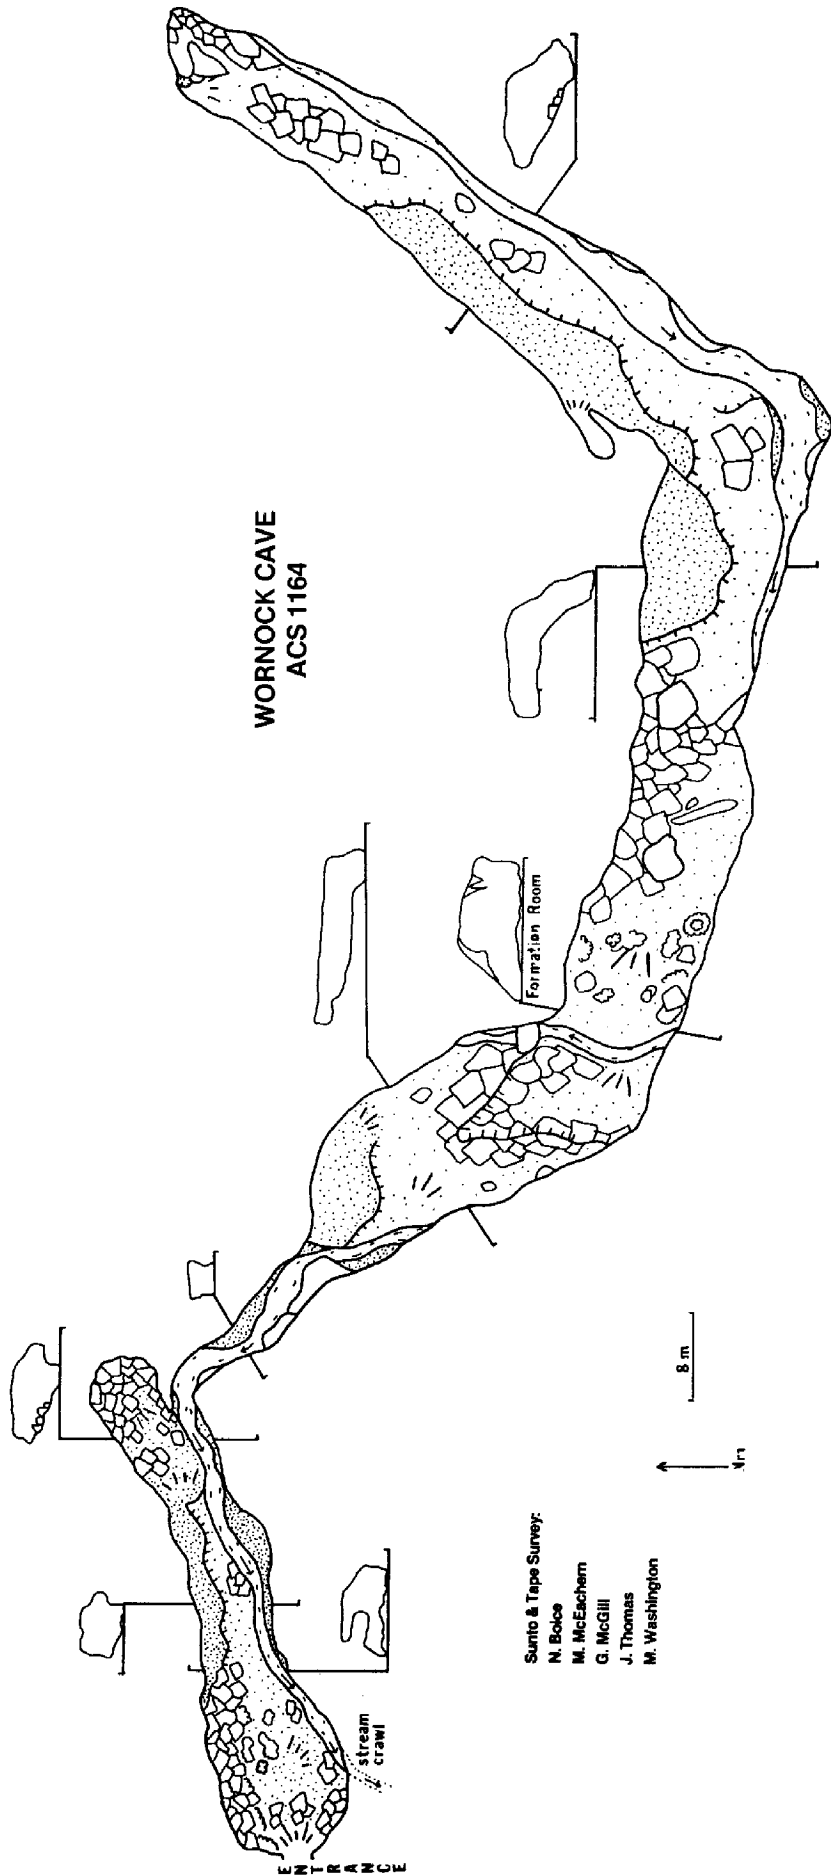 WORNOCK CAVE
ACS 1164
Formation Room
8 m
Sunto & Tape Survey:
N. Boice
M. McEachern
G. McGill
J. Thomas
M. Washington
stream
crawl
ENTRANCE